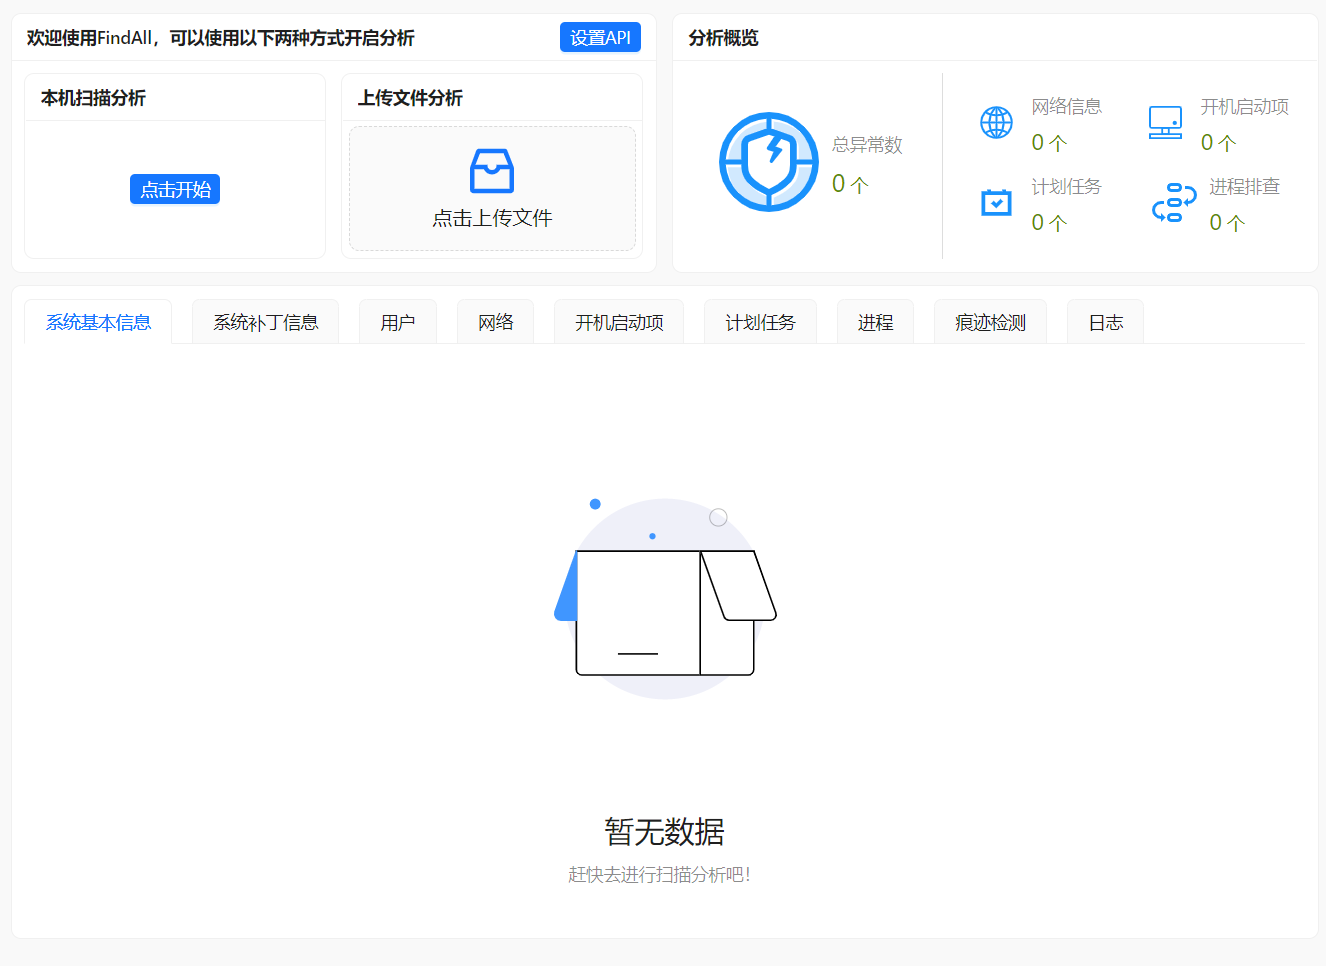 欢迎使用FindAll，可以使用以下两种方式开启分析
设置API
本机扫描分析
点击开始
上传文件分析
点击上传文件
分析概览
总异常数
0 个
网络信息
0 个
开机启动项
0 个
计划任务
0 个
进程排查
0 个
系统基本信息 系统补丁信息 用户 网络 开机启动项 计划任务 进程 痕迹检测 日志
暂无数据
赶快去进行扫描分析吧！